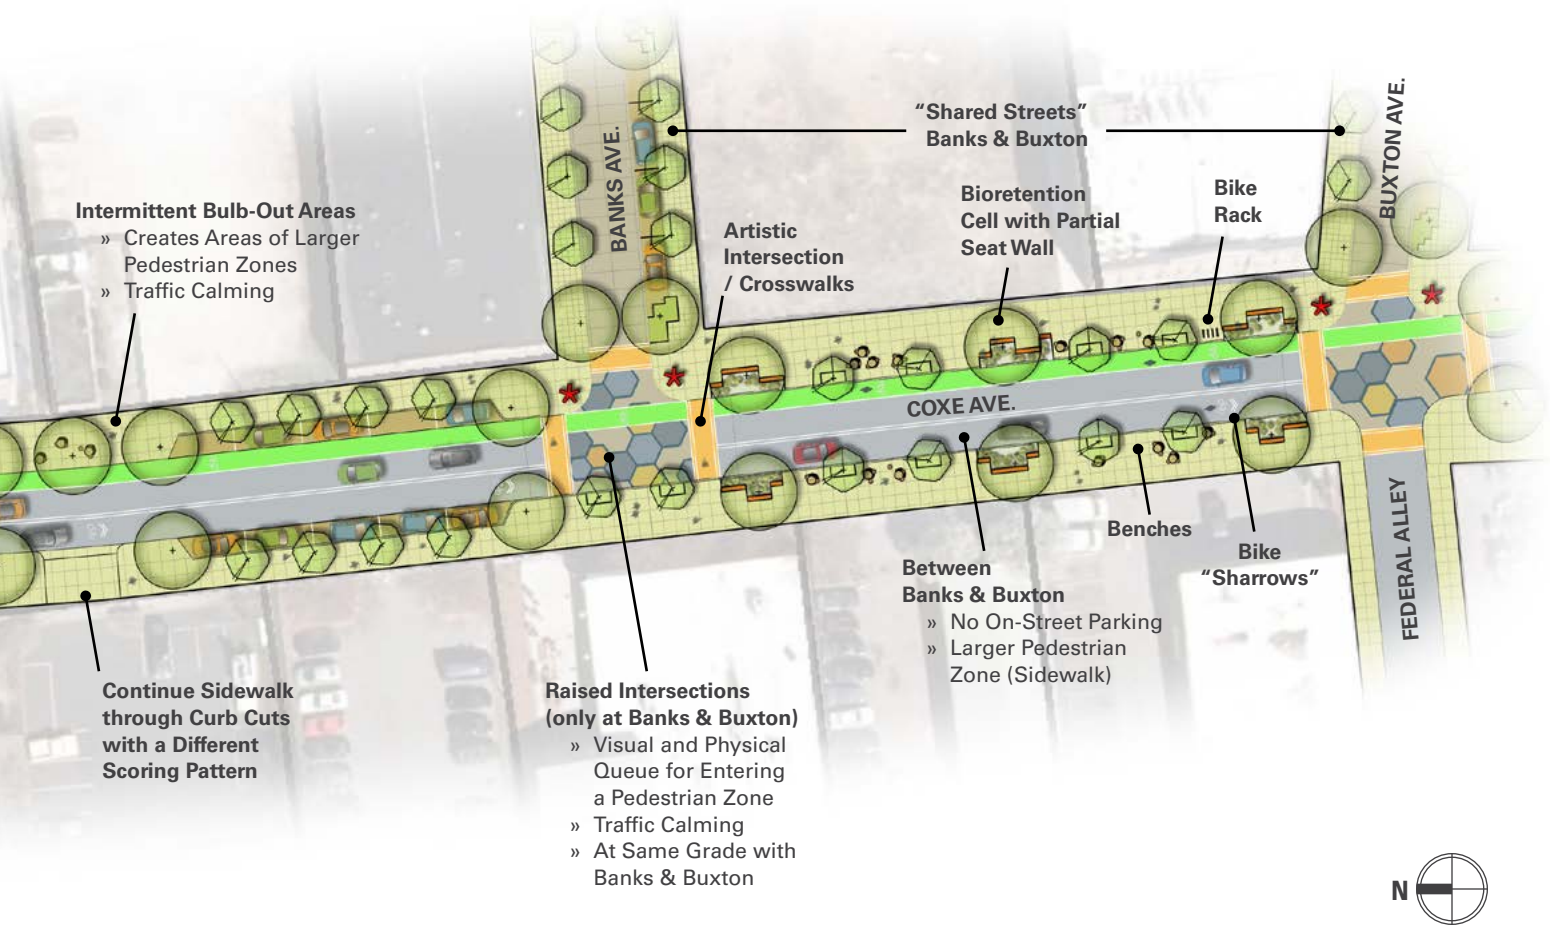 "Shared Streets"
Banks & Buxton
BUXTON AVE.
BANKS AVE.
Intermittent Bulb-Out Areas
» Creates Areas of Larger
Pedestrian Zones
» Traffic Calming
Artistic
Intersection
/ Crosswalks
Bioretention
Cell with Partial
Seat Wall
Bike
Rack
COXE AVE.
Benches
Bike
"Sharrows"
FEDERAL ALLEY
Between
Banks & Buxton
» No On-Street Parking
» Larger Pedestrian
Zone (Sidewalk)
Continue Sidewalk
through Curb Cuts
with a Different
Scoring Pattern
Raised Intersections
(only at Banks & Buxton)
» Visual and Physical
Queue for Entering
a Pedestrian Zone
» Traffic Calming
» At Same Grade with
Banks & Buxton
N